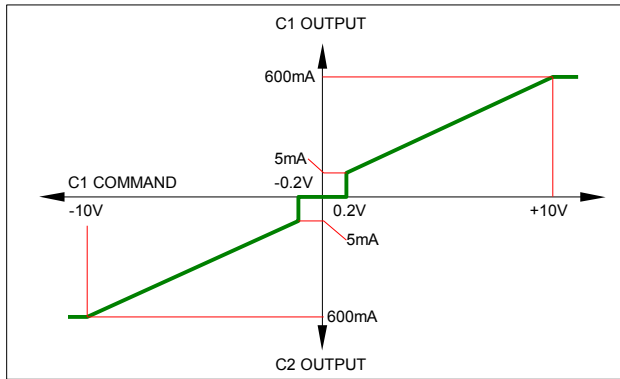 C1 OUTPUT
600mA
5mA
C1 COMMAND
-0.2V
-10V
0.2V
+10V
5mA
600mA
C2 OUTPUT